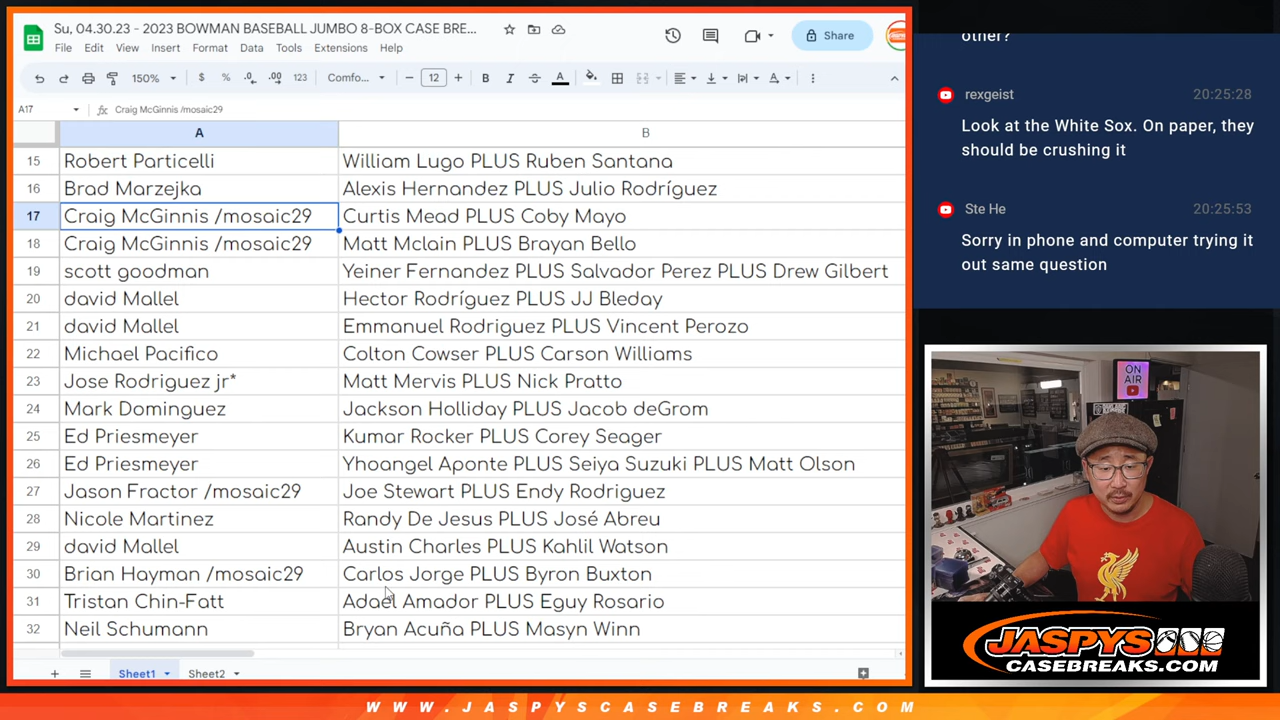 Su, 04.30.23 - 2023 BOWMAN BASEBALL JUMBO 8-BOX CASE BRE...
File Edit View Insert Format Data Tools Extensions Help
Share
150% $ % .0 .00 123 Comfo... − 12 + B I S A
A17 fx Craig McGinnis /mosaic29
A B
15 Robert Particelli William Lugo PLUS Ruben Santana
16 Brad Marzejka Alexis Hernandez PLUS Julio Rodríguez
17 Craig McGinnis /mosaic29 Curtis Mead PLUS Coby Mayo
18 Craig McGinnis /mosaic29 Matt Mclain PLUS Brayan Bello
19 scott goodman Yeiner Fernandez PLUS Salvador Perez PLUS Drew Gilbert
20 david Mallel Hector Rodríguez PLUS JJ Bleday
21 david Mallel Emmanuel Rodriguez PLUS Vincent Perozo
22 Michael Pacifico Colton Cowser PLUS Carson Williams
23 Jose Rodriguez jr* Matt Mervis PLUS Nick Pratto
24 Mark Dominguez Jackson Holliday PLUS Jacob deGrom
25 Ed Priesmeyer Kumar Rocker PLUS Corey Seager
26 Ed Priesmeyer Yhoangel Aponte PLUS Seiya Suzuki PLUS Matt Olson
27 Jason Fractor /mosaic29 Joe Stewart PLUS Endy Rodriguez
28 Nicole Martinez Randy De Jesus PLUS José Abreu
29 david Mallel Austin Charles PLUS Kahlil Watson
30 Brian Hayman /mosaic29 Carlos Jorge PLUS Byron Buxton
31 Tristan Chin-Fatt Adael Amador PLUS Eguy Rosario
32 Neil Schumann Bryan Acuña PLUS Masyn Winn
+ Sheet1 Sheet2
other?
rexgeist 20:25:28
Look at the White Sox. On paper, they
should be crushing it
Ste He 20:25:53
Sorry in phone and computer trying it
out same question
ON
AIR
JASPYS
CASEBREAKS.COM
WWW.JASPYSCASEBREAKS.COM